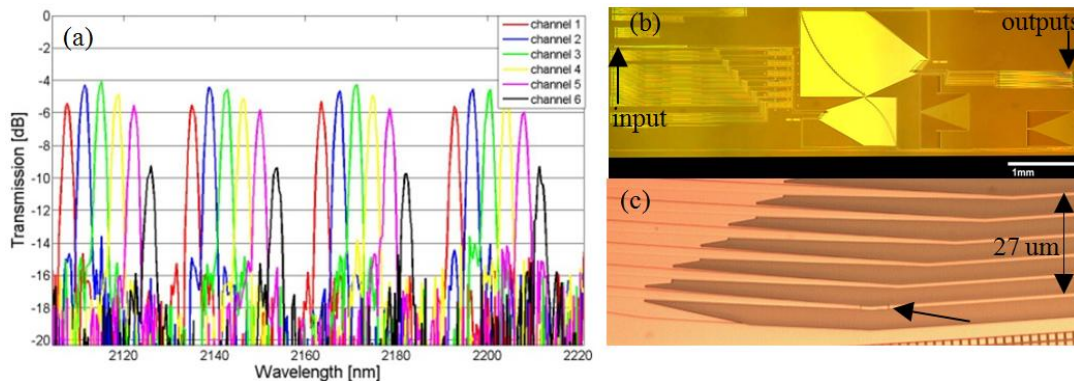 (a)
0
-2
-4
-6
-8
-10
-12
-14
-16
-18
-20
Transmission [dB]
2120
2140
2160
2180
2200
2220
Wavelength [nm]
channel 1
channel 2
channel 3
channel 4
channel 5
channel 6
(b)
outputs
input
1mm
(c)
27 um